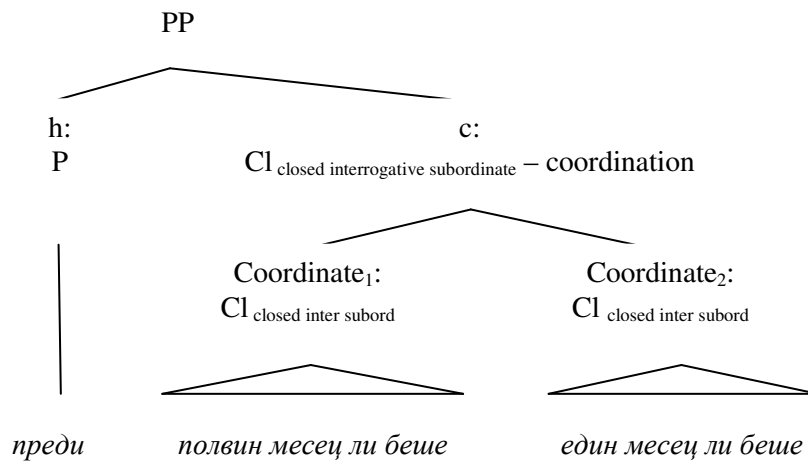 PP
h: c:
P Cl closed interrogative subordinate – coordination
Coordinate₁: Coordinate₂:
Cl closed inter subord Cl closed inter subord
преди полвин месец ли беше един месец ли беше